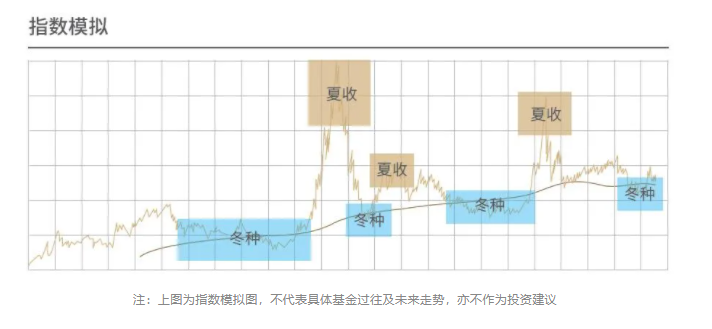 指数模拟
夏收
夏收
夏收
冬种
冬种
冬种
冬种
注：上图为指数模拟图，不代表具体基金过往及未来走势，亦不作为投资建议